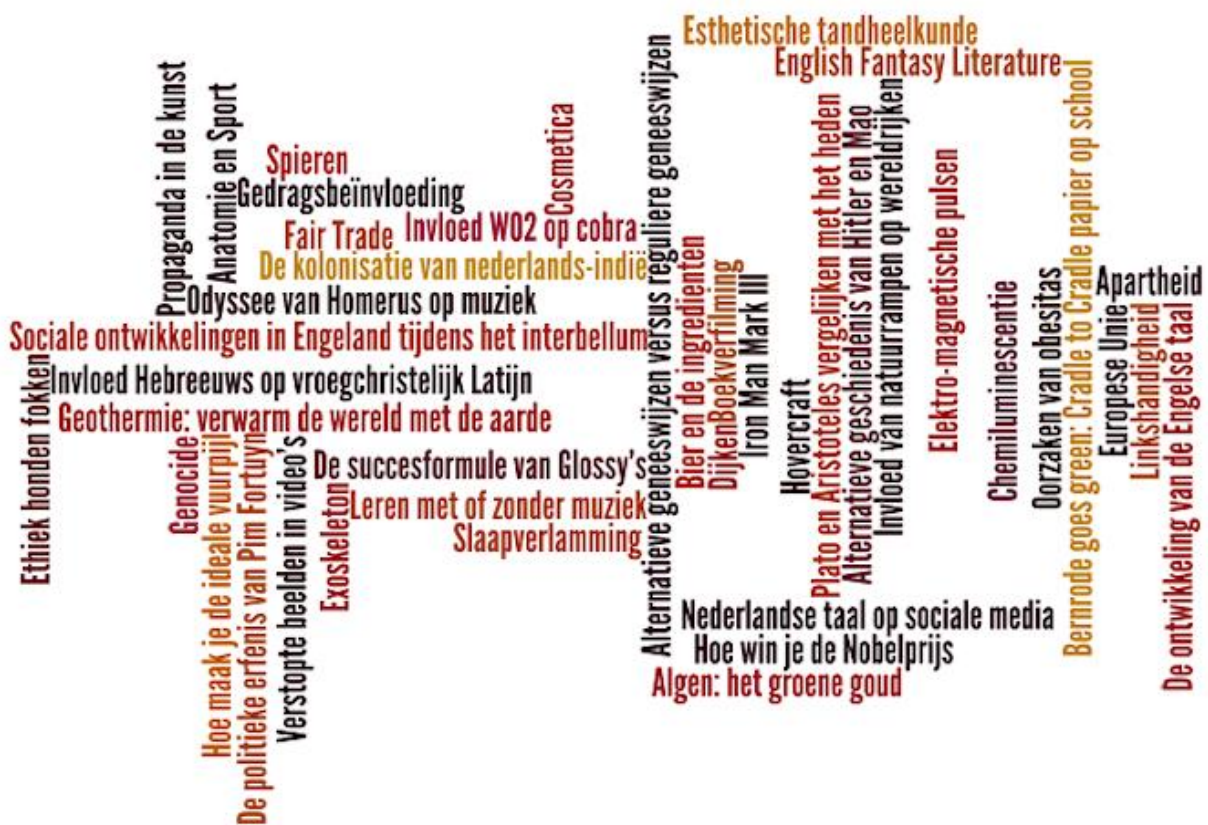 Esthetische tandheelkunde
English Fantasy Literature
Propaganda in de kunst
Anatomie en Sport
Spieren
Gedragsbeïnvloeding
Cosmetica
Fair Trade
Invloed WO2 op cobra
De kolonisatie van nederlands-indië
Odyssee van Homerus op muziek
Sociale ontwikkelingen in Engeland tijdens het interbellum
Invloed Hebreeuws op vroegchristelijk Latijn
Geothermie: verwarm de wereld met de aarde
De succesformule van Glossy's
Leren met of zonder muziek
Slaapverlamming
Ethiek honden fokken
Genocide
Hoe maak je de ideale vuurpijl
De politieke erfenis van Pim Fortuyn
Verstopte beelden in video's
Exoskeleton
Alternatieve geneeswijzen versus reguliere geneeswijzen
Bier en de ingredienten
Dijken
Boekverfilming
Iron Man Mark III
Hovercraft
Plato en Aristoteles vergelijken met het heden
Alternatieve geschiedenis van Hitler en Mao
Invloed van natuurrampen op wereldrijken
Elektro-magnetische pulsen
Chemiluminescentie
Oorzaken van obesitas
Bernrode goes green: Cradle to Cradle papier op school
Apartheid
Europese Unie
Linkshandigheid
De ontwikkeling van de Engelse taal
Nederlandse taal op sociale media
Hoe win je de Nobelprijs
Algen: het groene goud